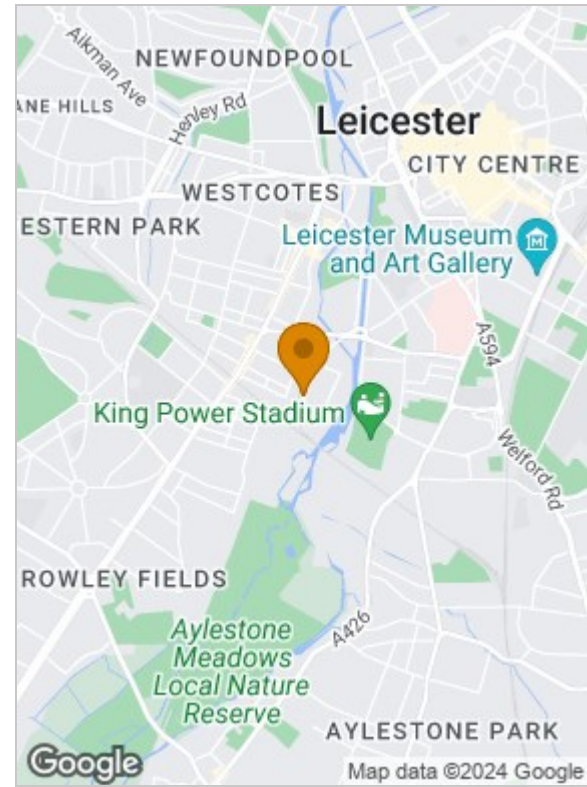 Aikman Ave
NEWFOUNDPOOL
ANE HILLS
Henley Rd
Leicester
CITY CENTRE
WESTCOTES
ESTERN PARK
Leicester Museum
and Art Gallery
A594
King Power Stadium
Welford Rd
ROWLEY FIELDS
Aylestone
Meadows
Local Nature
Reserve
A426
AYLESTONE PARK
Google
Map data ©2024 Google